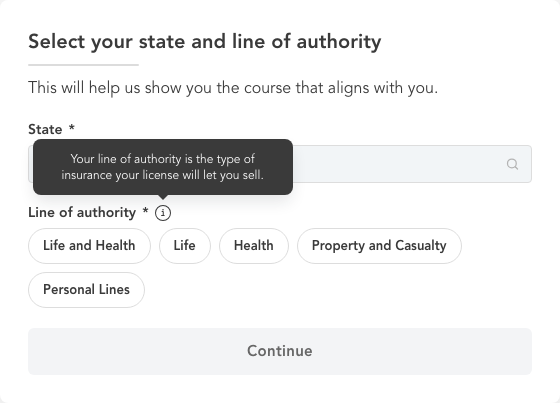 Select your state and line of authority
This will help us show you the course that aligns with you.
State *
Your line of authority is the type of
insurance your license will let you sell.
Line of authority * i
Life and Health
Life
Health
Property and Casualty
Personal Lines
Continue